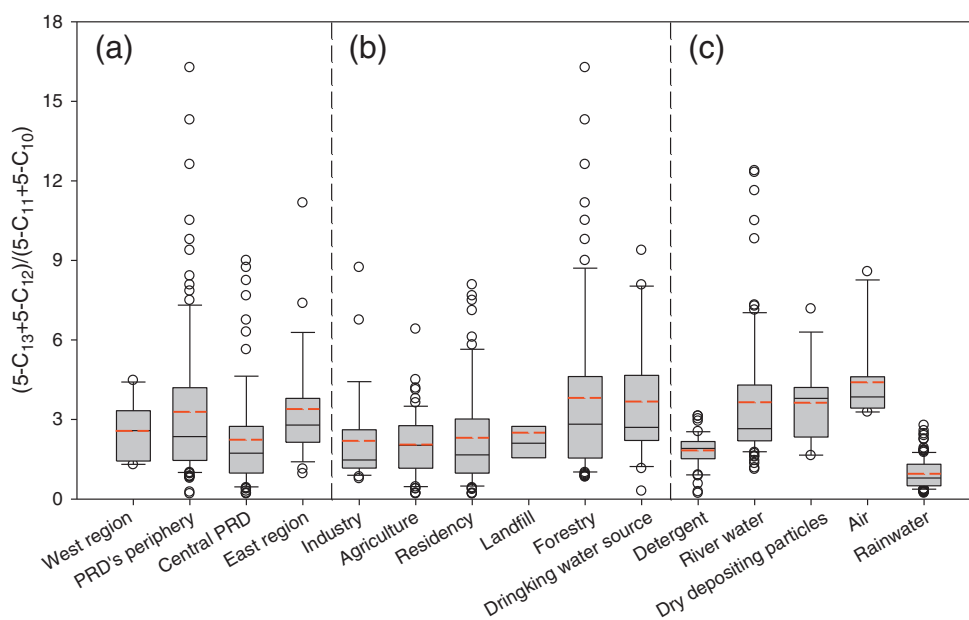 (a)
(b)
(c)
(5-C13+5-C12)/(5-C11+5-C10)
18
15
12
9
6
3
0
West region
PRD's periphery
Central PRD
East region
Industry
Agriculture
Residency
Landfill
Forestry
Dringking water source
Detergent
River water
Dry depositing particles
Air
Rainwater